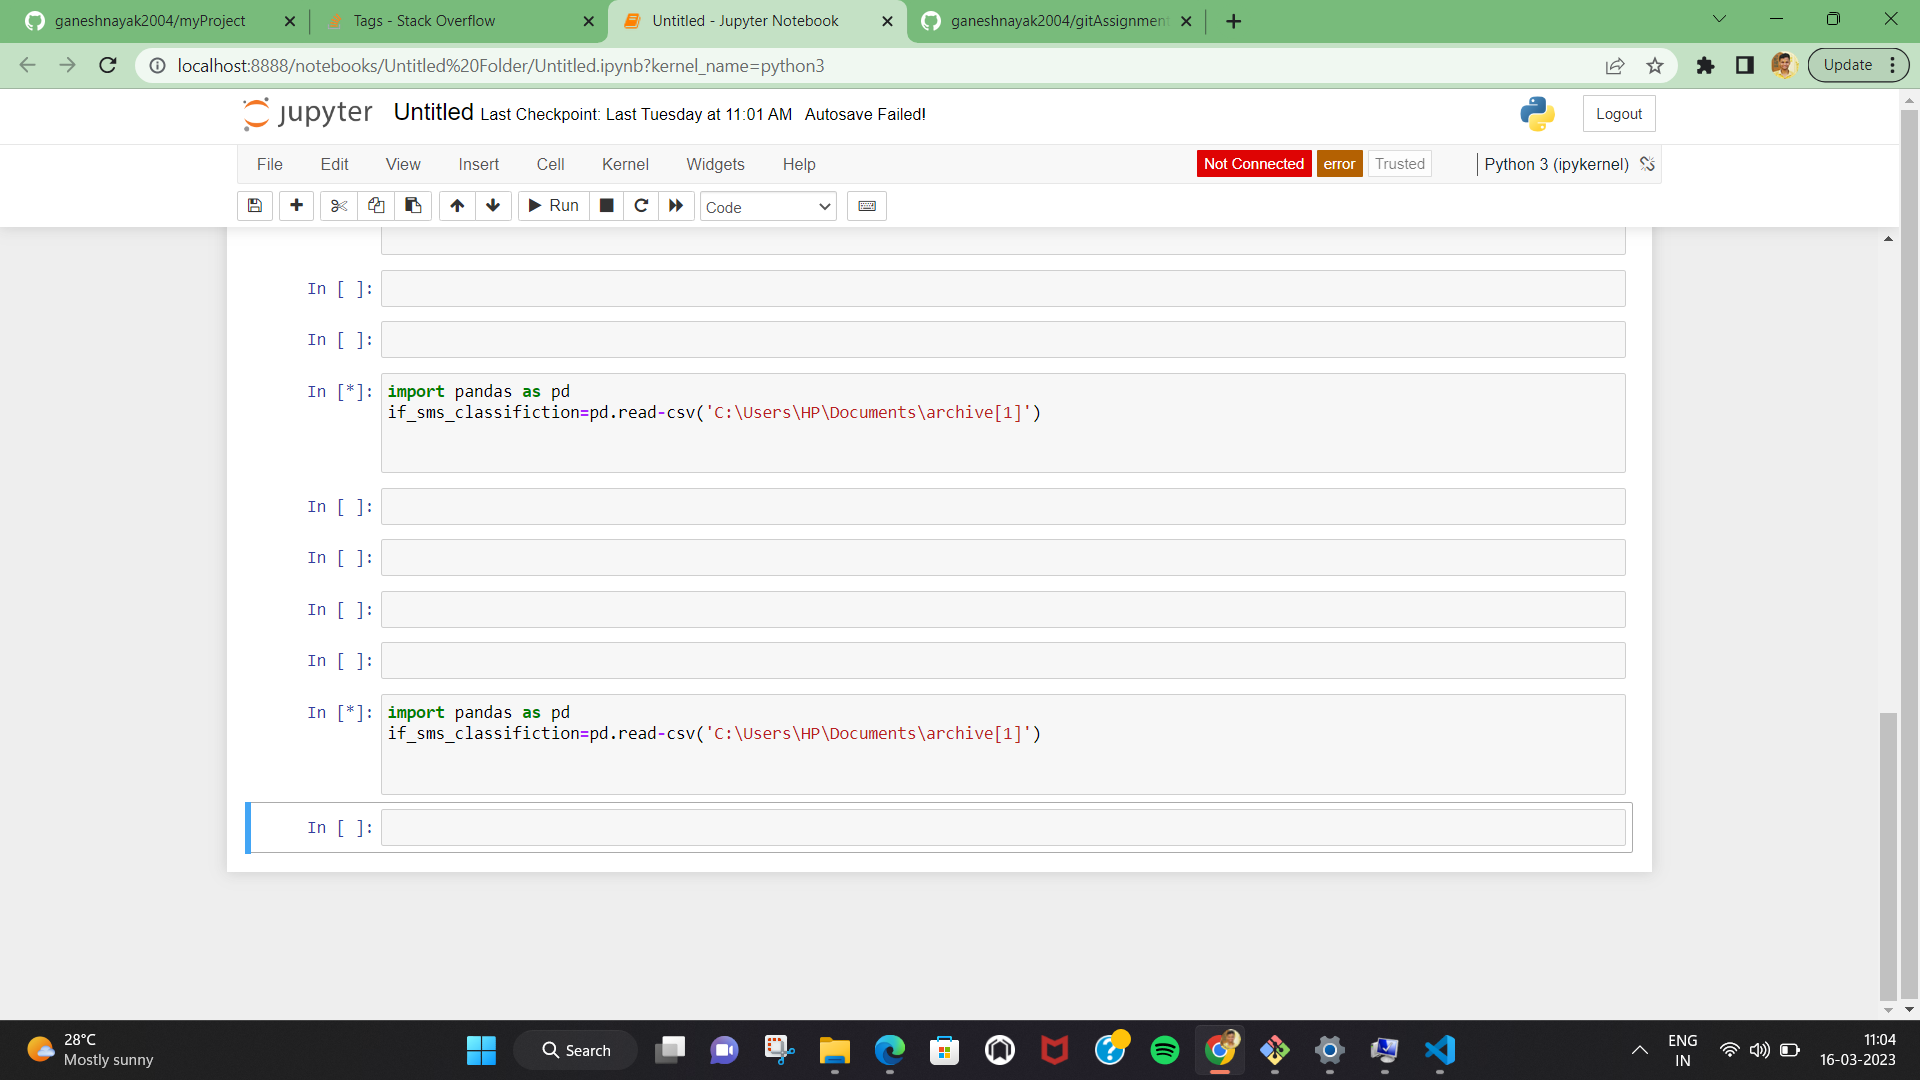 ganeshnayak2004/myProject
Tags - Stack Overflow
Untitled - Jupyter Notebook
ganeshnayak2004/gitAssignment
localhost:8888/notebooks/Untitled%20Folder/Untitled.ipynb?kernel_name=python3
Update
jupyter Untitled Last Checkpoint: Last Tuesday at 11:01 AM Autosave Failed!
Logout
File Edit View Insert Cell Kernel Widgets Help
Not Connected error Trusted Python 3 (ipykernel)
Run Code
In [ ]:
In [ ]:
In [*]: import pandas as pd
if_sms_classifiction=pd.read-csv('C:\Users\HP\Documents\archive[1]')
In [ ]:
In [ ]:
In [ ]:
In [ ]:
In [*]: import pandas as pd
if_sms_classifiction=pd.read-csv('C:\Users\HP\Documents\archive[1]')
In [ ]:
28°C
Mostly sunny
Search
ENG
IN
11:04
16-03-2023